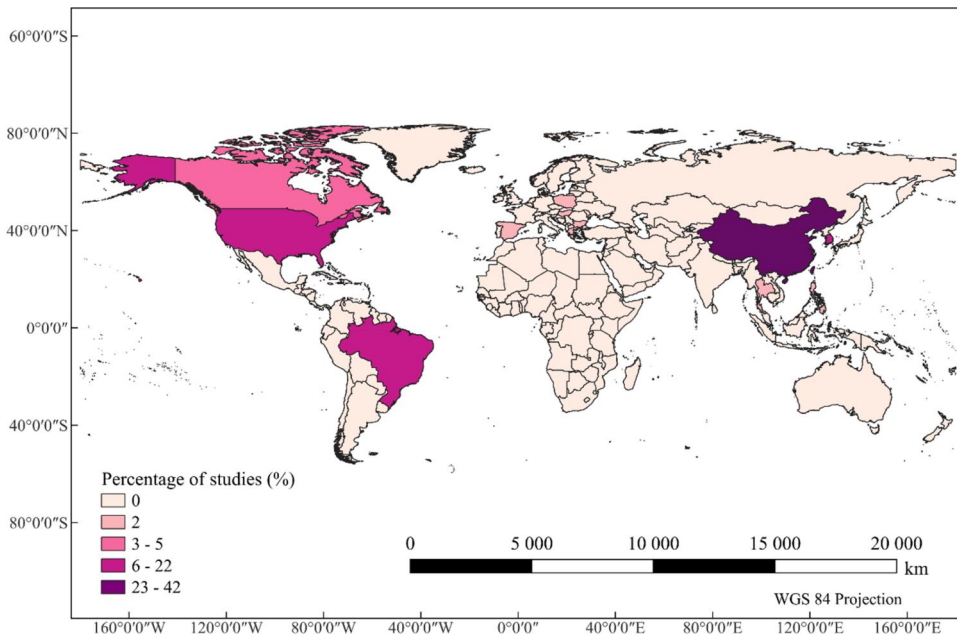 60°0′0″S
80°0′0″N
40°0′0″N
0°0′0″
40°0′0″S
80°0′0″S
Percentage of studies (%)
0
2
3 - 5
6 - 22
23 - 42
0 5 000 10 000 15 000 20 000
km
WGS 84 Projection
160°0′0″W 120°0′0″W 80°0′0″W 40°0′0″W 0°0′0″ 40°0′0″E 80°0′0″E 120°0′0″E 160°0′0″E